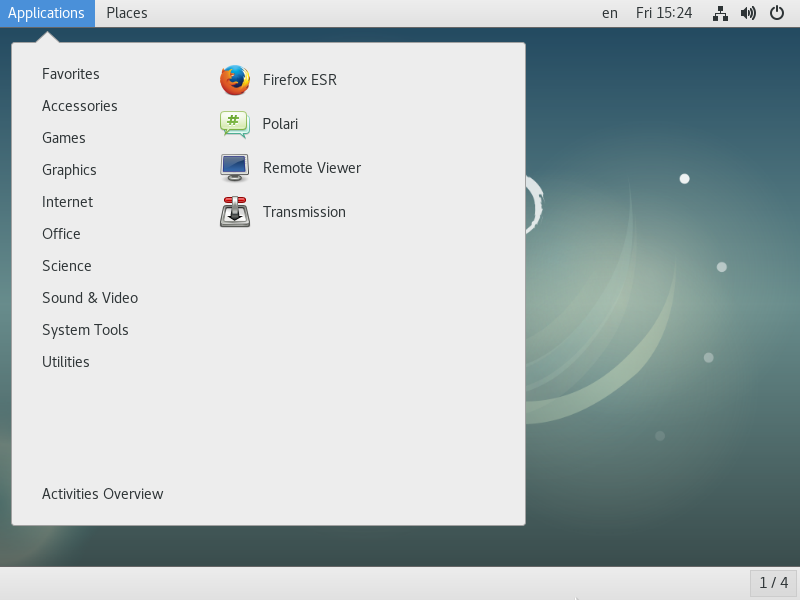 Applications Places en Fri 15:24
Favorites
Accessories
Games
Graphics
Internet
Office
Science
Sound & Video
System Tools
Utilities
Activities Overview
Firefox ESR
#
Polari
Remote Viewer
Transmission
1 / 4